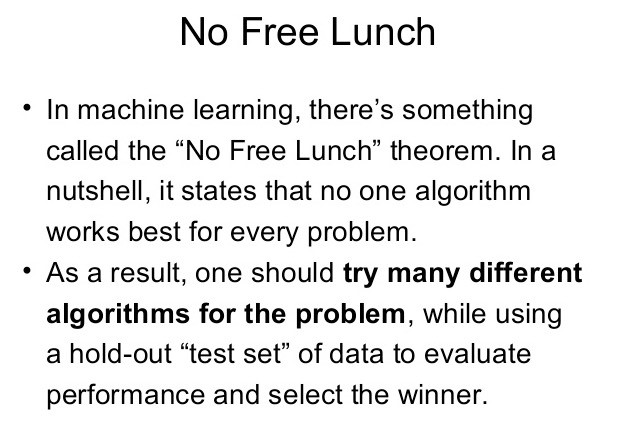 No Free Lunch
• In machine learning, there’s something
called the “No Free Lunch” theorem. In a
nutshell, it states that no one algorithm
works best for every problem.
• As a result, one should try many different
algorithms for the problem, while using
a hold-out “test set” of data to evaluate
performance and select the winner.